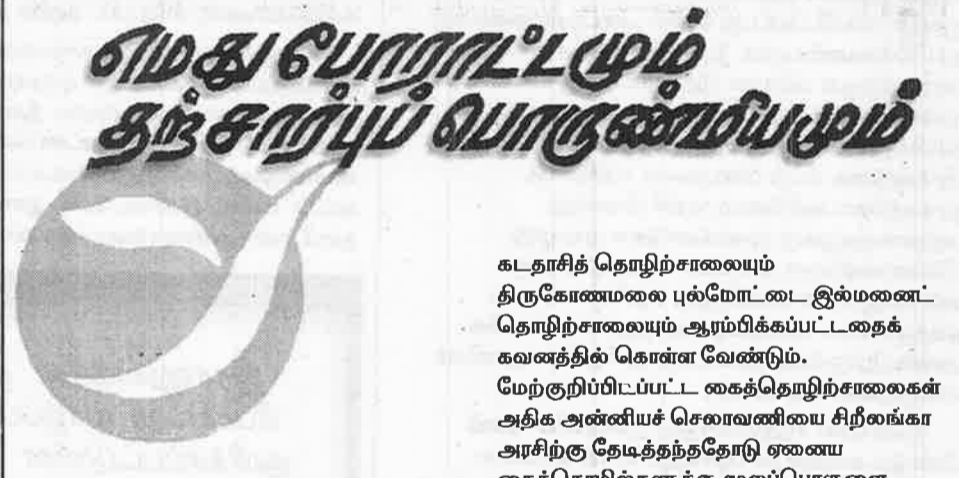 எமது போராட்டமும்
தற்சார்புப் பொருண்மியமும்
கடதாசித் தொழிற்சாலையும்
திருகோணமலை புல்மோட்டை இல்மனைட்
தொழிற்சாலையும் ஆரம்பிக்கப்பட்டதைக்
கவனத்தில் கொள்ள வேண்டும்.
மேற்குறிப்பிடப்பட்ட கைத்தொழிற்சாலைகள்
அதிக அன்னியச் செலாவணியை சிறீலங்கா
அரசிற்கு தேடித்தந்ததோடு ஏனைய